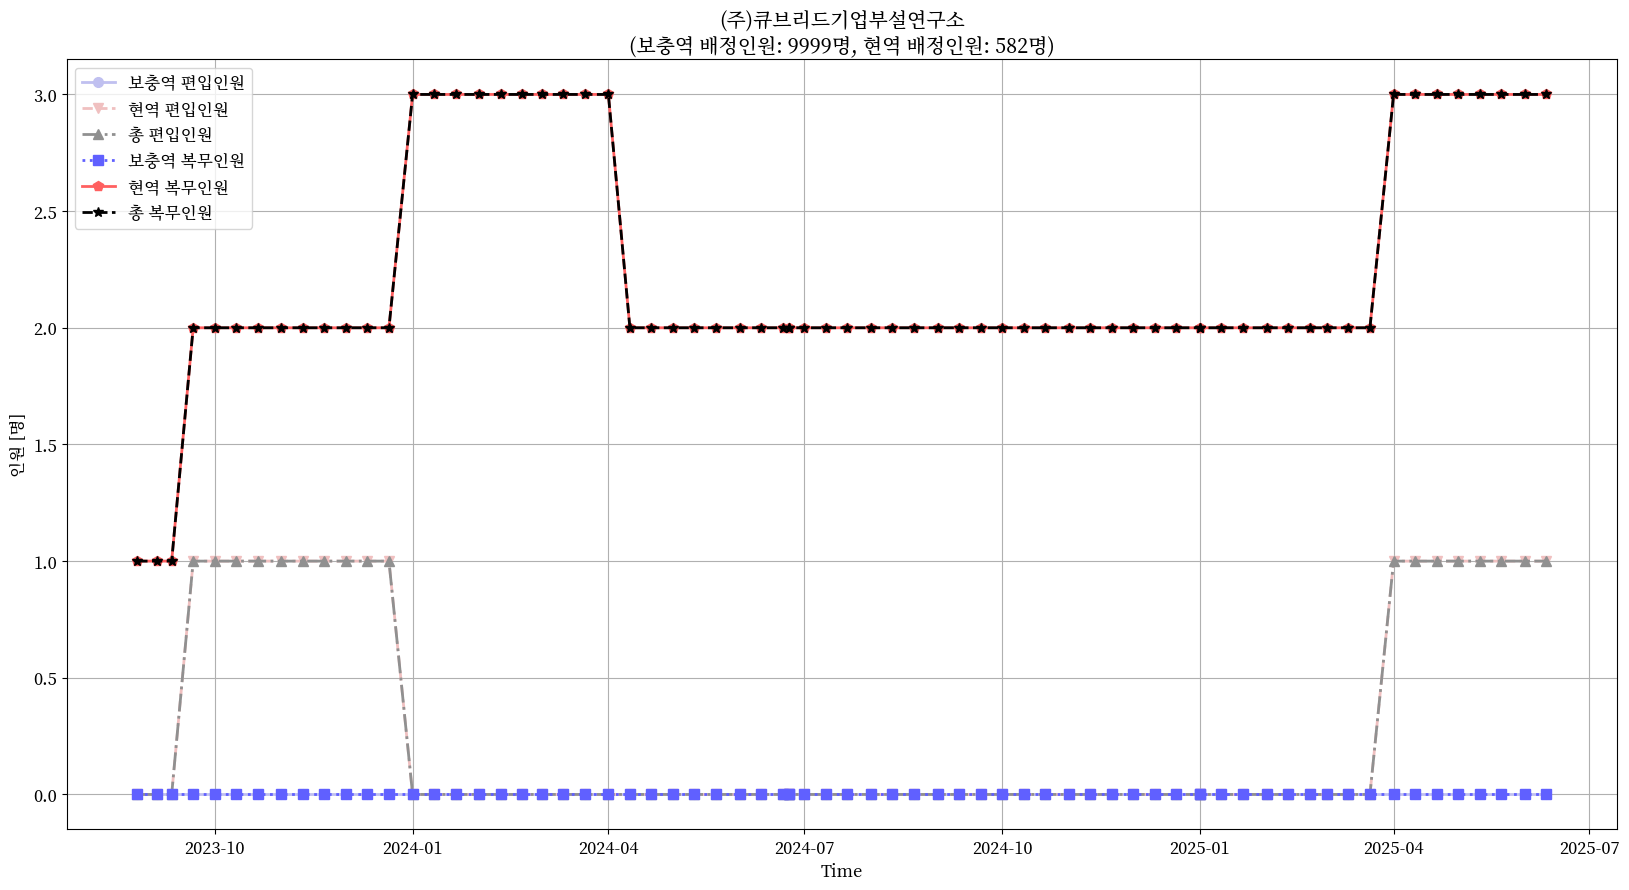 (주)큐브리드기업부설연구소
(보충역 배정인원: 9999명, 현역 배정인원: 582명)
보충역 편입인원
현역 편입인원
총 편입인원
보충역 복무인원
현역 복무인원
총 복무인원
인원 [명]
3.0
2.5
2.0
1.5
1.0
0.5
0.0
2023-10
2024-01
2024-04
2024-07
2024-10
2025-01
2025-04
2025-07
Time